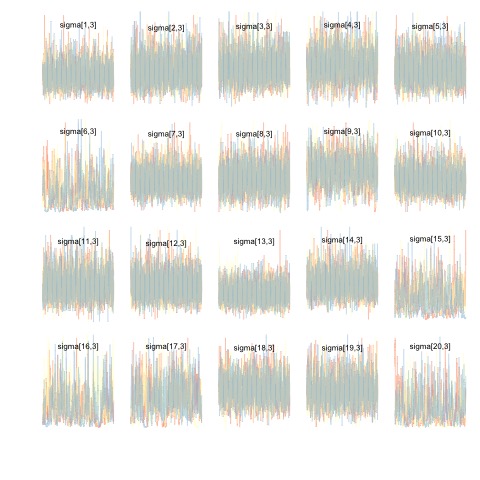 sigma[1,3] sigma[2,3] sigma[3,3] sigma[4,3] sigma[5,3]
sigma[6,3] sigma[7,3] sigma[8,3] sigma[9,3] sigma[10,3]
sigma[11,3] sigma[12,3] sigma[13,3] sigma[14,3] sigma[15,3]
sigma[16,3] sigma[17,3] sigma[18,3] sigma[19,3] sigma[20,3]